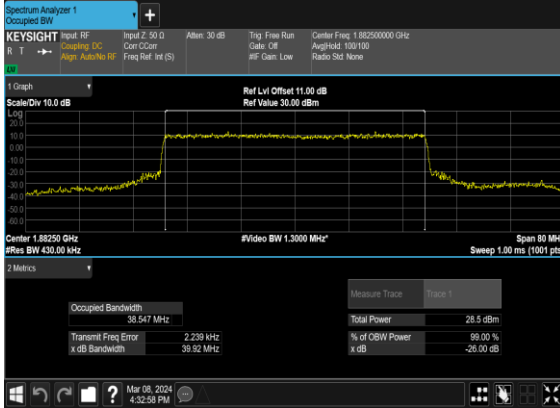 Spectrum Analyzer 1
Occupied BW
+
KEYSIGHT Input: RF Input Z: 50 Ω Atten: 30 dB Trig: Free Run Center Freq: 1.882500000 GHz
R T Coupling: DC Corr CCorr Gate: Off Avg|Hold: 100/100
Align: Auto/No RF Freq Ref: Int (S) #IF Gain: Low Radio Std: None
1 Graph
Ref Lvl Offset 11.00 dB
Scale/Div 10.0 dB Ref Value 30.00 dBm
Log
20.0
10.0
0.00
-10.0
-20.0
-30.0
-40.0
-50.0
-60.0
Center 1.88250 GHz #Video BW 1.3000 MHz* Span 80 MH
#Res BW 430.00 kHz Sweep 1.00 ms (1001 pts
2 Metrics
Measure Trace Trace 1
Occupied Bandwidth
38.547 MHz Total Power 28.5 dBm
Transmit Freq Error 2.239 kHz % of OBW Power 99.00 %
x dB Bandwidth 39.92 MHz x dB -26.00 dB
? Mar 08, 2024
4:32:58 PM